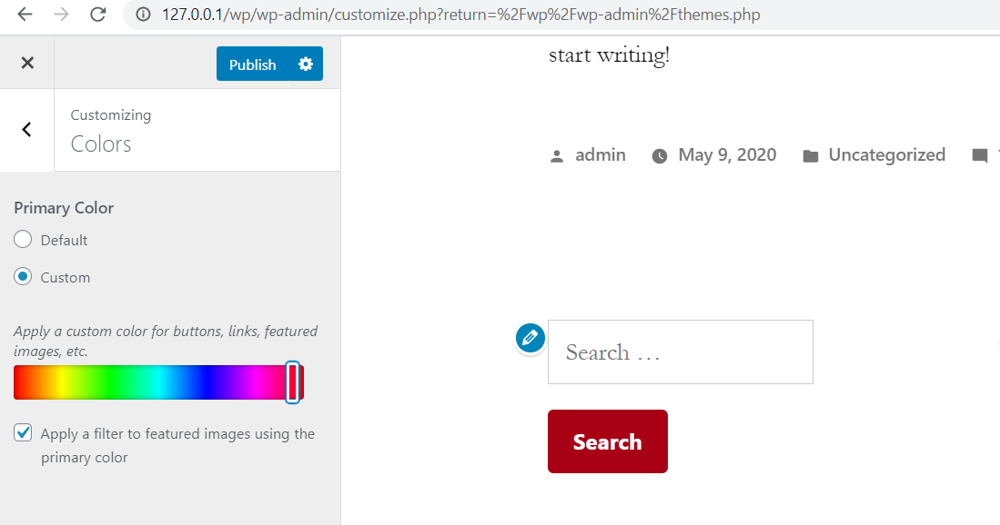 127.0.0.1/wp/wp-admin/customize.php?return=%2Fwp%2Fwp-admin%2Fthemes.php
Publish
Customizing
Colors
Primary Color
Default
Custom
Apply a custom color for buttons, links, featured
images, etc.
Apply a filter to featured images using the
primary color
start writing!
admin May 9, 2020 Uncategorized
Search …
Search